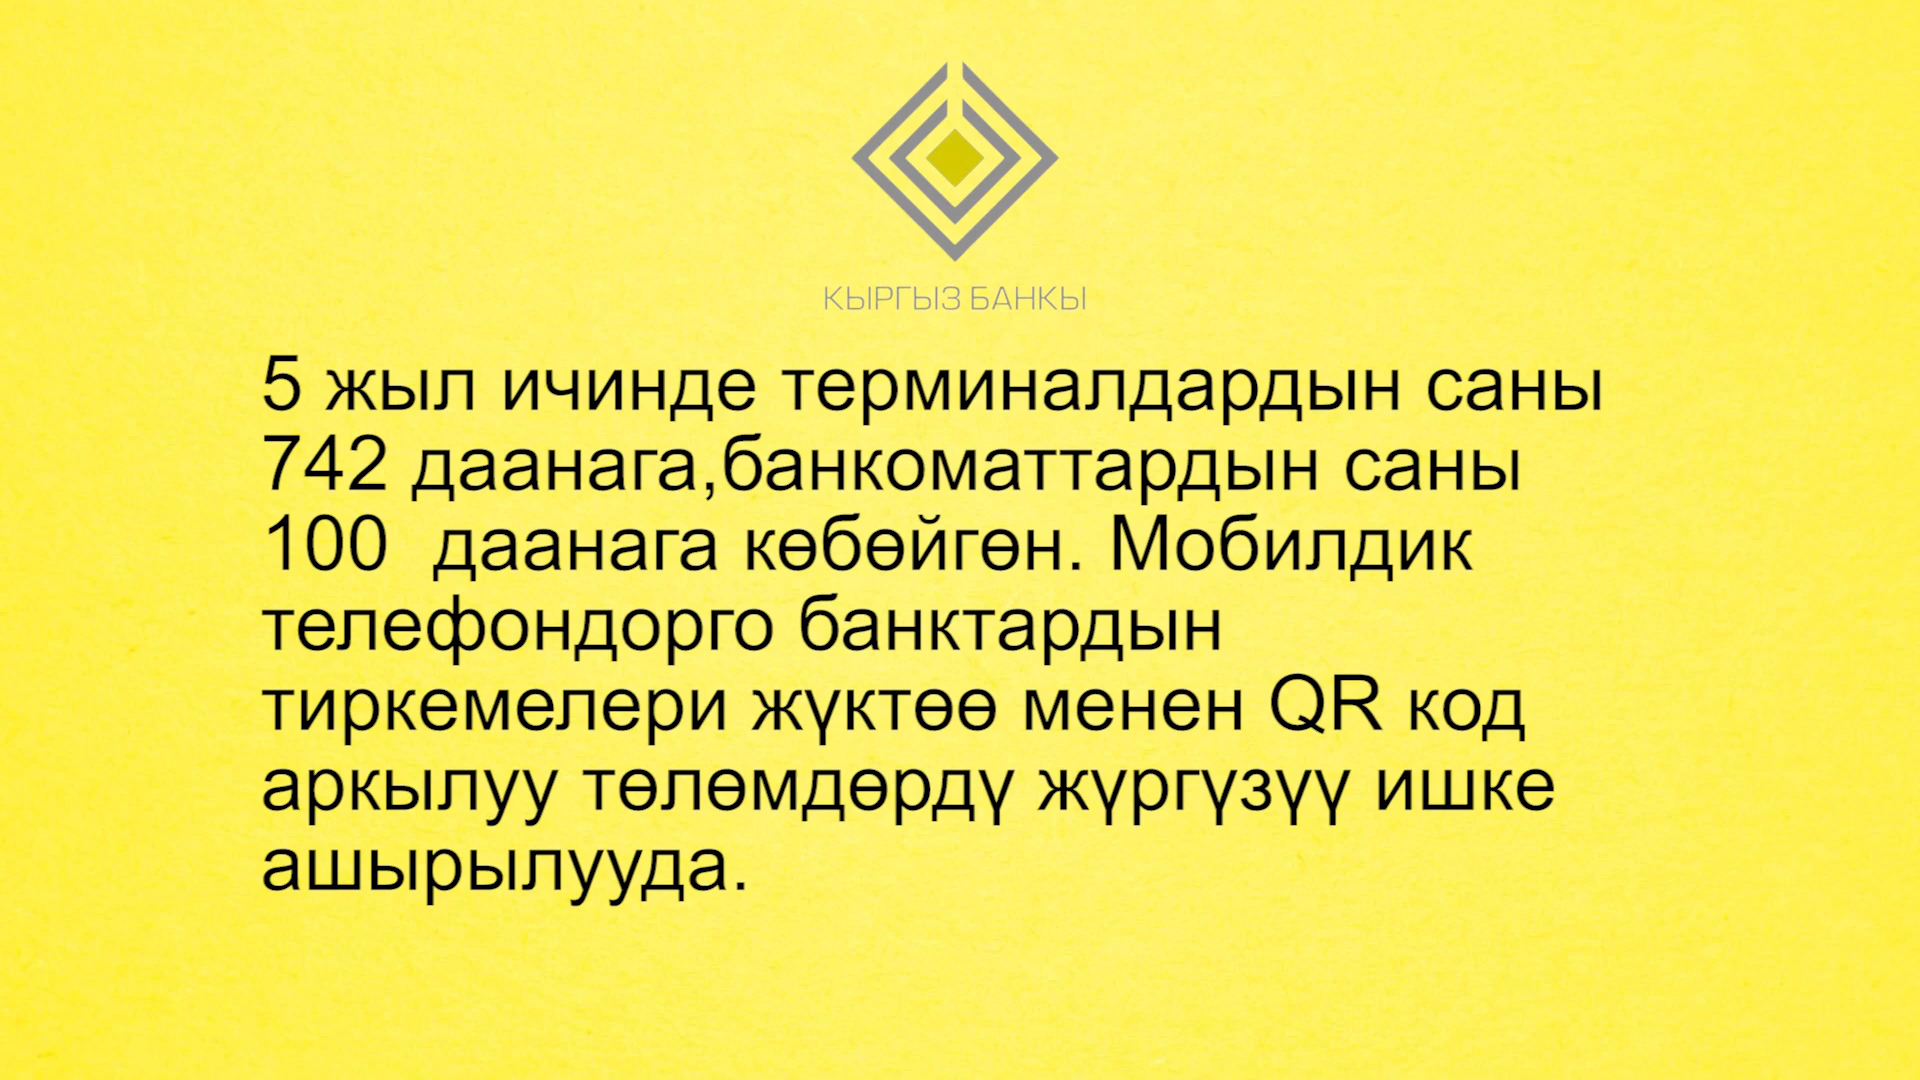 КЫРГЫЗ БАНКЫ
5 жыл ичинде терминалдардын саны
742 даанага,банкоматтардын саны
100  даанага көбөйгөн. Мобилдик
телефондорго банктардын
тиркемелери жүктөө менен QR код
аркылуу төлөмдөрдү жүргүзүү ишке
ашырылууда.